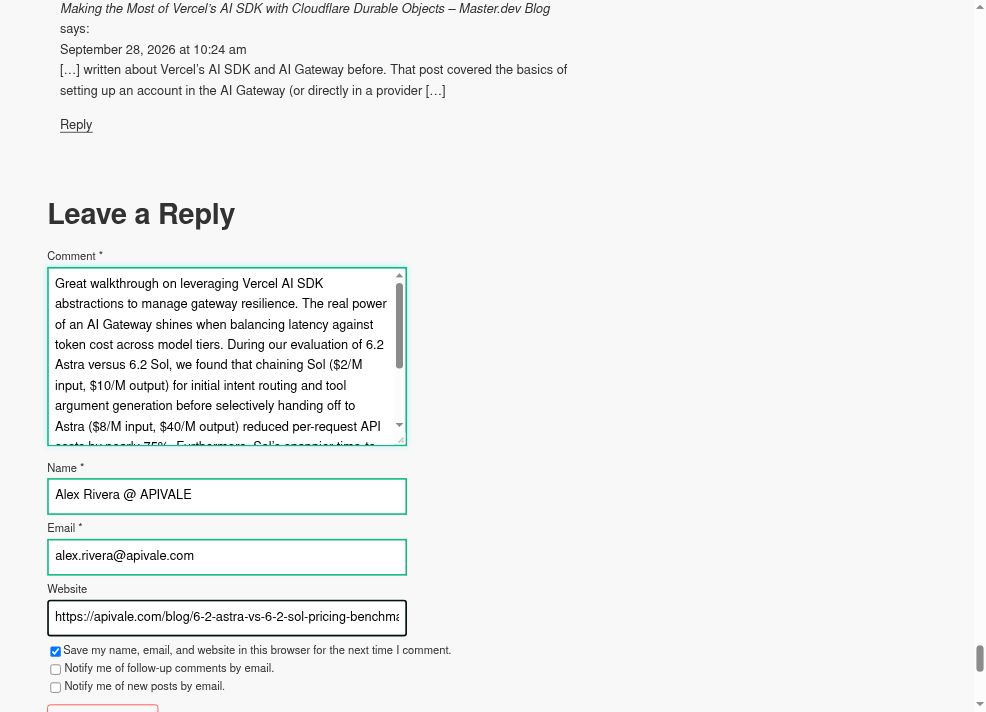 Making the Most of Vercel's AI SDK with Cloudflare Durable Objects – Master.dev Blog
says:
September 28, 2026 at 10:24 am
[…] written about Vercel's AI SDK and AI Gateway before. That post covered the basics of
setting up an account in the AI Gateway (or directly in a provider […]
Reply
Leave a Reply
Comment *
Great walkthrough on leveraging Vercel AI SDK
abstractions to manage gateway resilience. The real power
of an AI Gateway shines when balancing latency against
token cost across model tiers. During our evaluation of 6.2
Astra versus 6.2 Sol, we found that chaining Sol ($2/M
input, $10/M output) for initial intent routing and tool
argument generation before selectively handing off to
Astra ($8/M input, $40/M output) reduced per-request API
costs by nearly 75%. Furthermore, Sol's snappier time-to
Name *
Alex Rivera @ APIVALE
Email *
alex.rivera@apivale.com
Website
https://apivale.com/blog/6-2-astra-vs-6-2-sol-pricing-benchma
Save my name, email, and website in this browser for the next time I comment.
Notify me of follow-up comments by email.
Notify me of new posts by email.